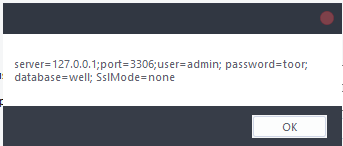 server=127.0.0.1;port=3306;user=admin; password=toor;
database=well; SslMode=none
OK